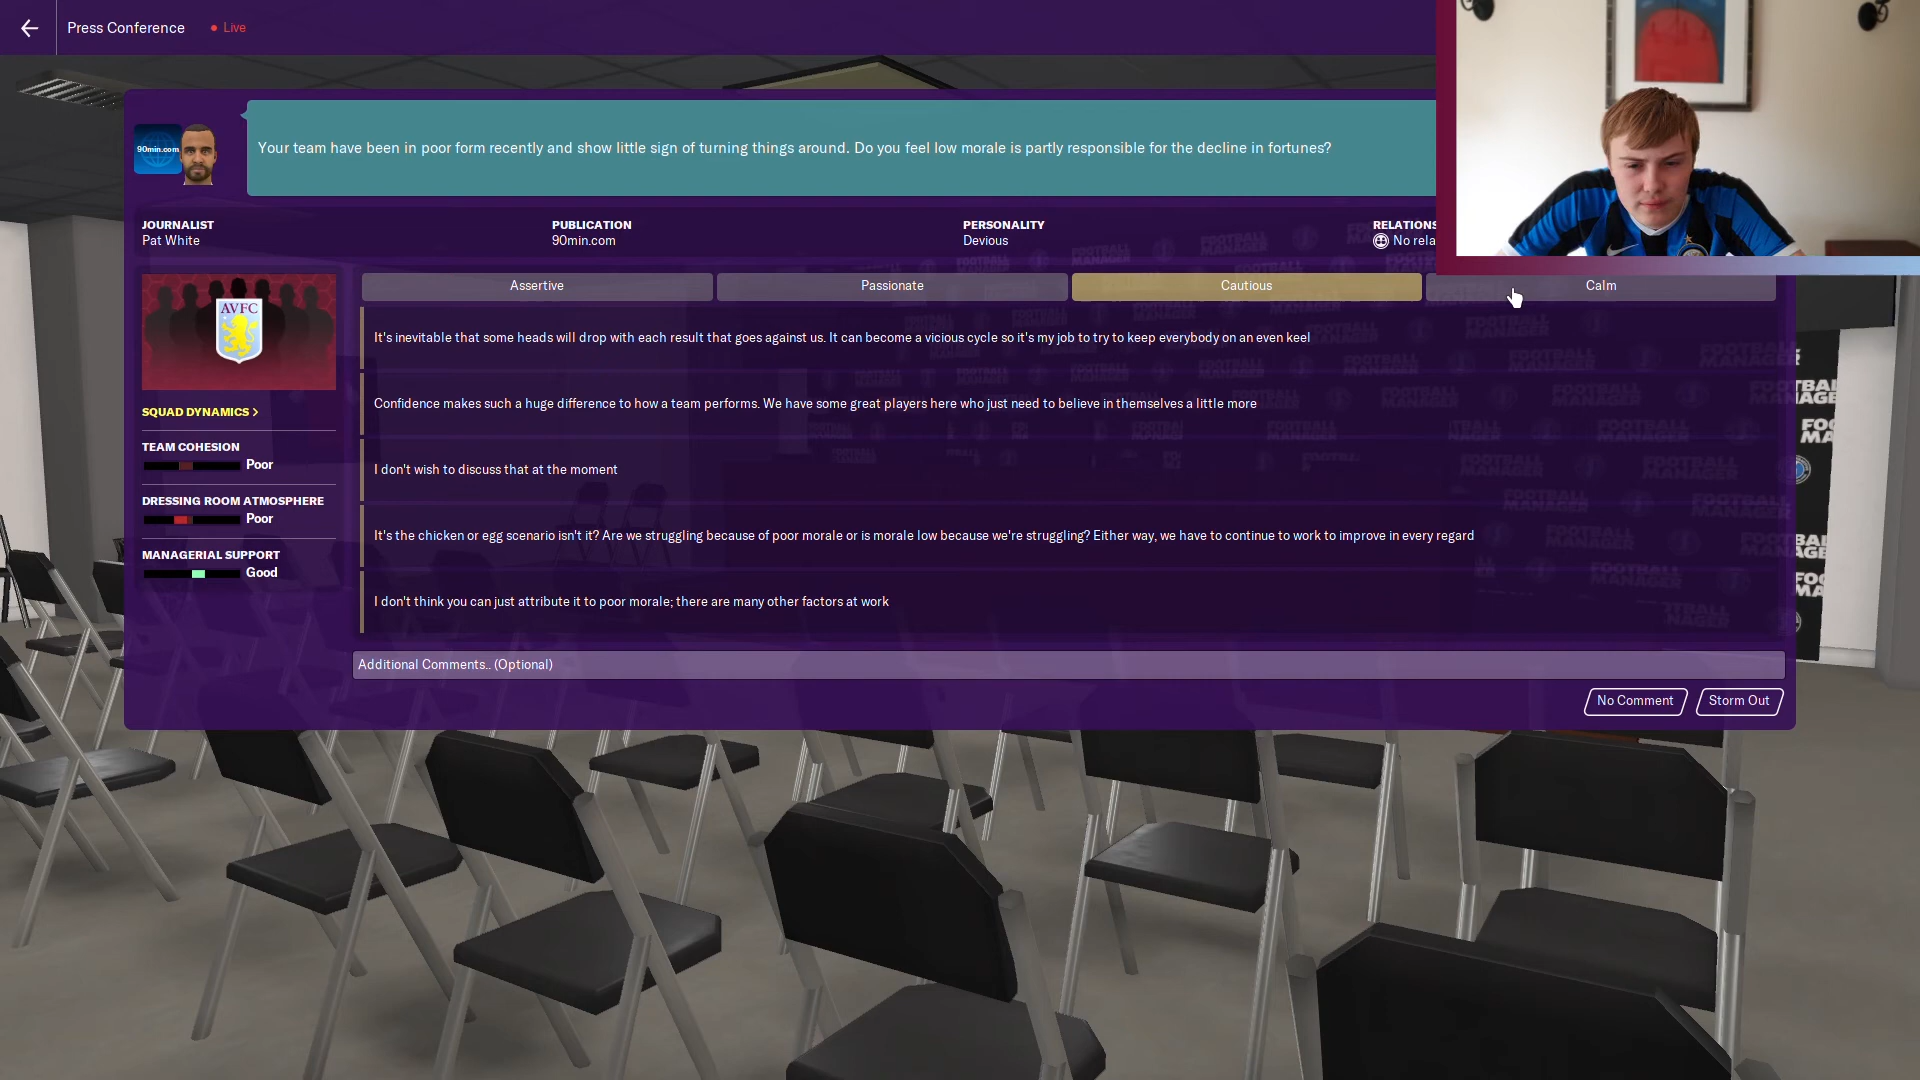 Press Conference
Live
90min.com
Your team have been in poor form recently and show little sign of turning things around. Do you feel low morale is partly responsible for the decline in fortunes?
JOURNALIST
Pat White
PUBLICATION
90min.com
PERSONALITY
Devious
RELATIONS
No rela
AVFC
SQUAD DYNAMICS >
TEAM COHESION
Poor
DRESSING ROOM ATMOSPHERE
Poor
MANAGERIAL SUPPORT
Good
Assertive
Passionate
Cautious
Calm
It's inevitable that some heads will drop with each result that goes against us. It can become a vicious cycle so it's my job to try to keep everybody on an even keel
Confidence makes such a huge difference to how a team performs. We have some great players here who just need to believe in themselves a little more
I don't wish to discuss that at the moment
It's the chicken or egg scenario isn't it? Are we struggling because of poor morale or is morale low because we're struggling? Either way, we have to continue to work to improve in every regard
I don't think you can just attribute it to poor morale; there are many other factors at work
Additional Comments.. (Optional)
No Comment
Storm Out
FOOTBALL MANAGER